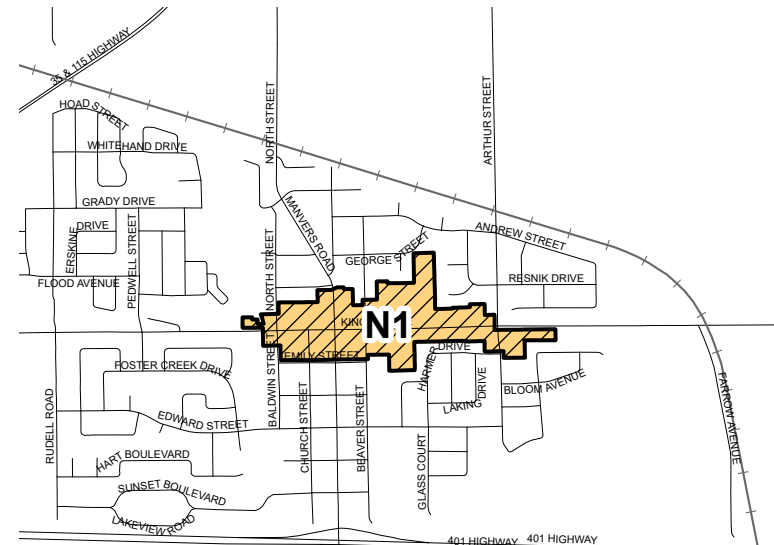 35 & 115 HIGHWAY
HOAD STREET
WHITEHAND DRIVE
NORTH STREET
ARTHUR STREET
GRADY DRIVE
MANVERS ROAD
ERSKINE
DRIVE
PEDWELL STREET
NORTH STREET
GEORGE STREET
ANDREW STREET
FLOOD AVENUE
RESNIK DRIVE
KING
N1
BALDWIN STREET
EMILY STREET
HARMER
DRIVE
FOSTER CREEK DRIVE
RUDELL ROAD
EDWARD STREET
CHURCH STREET
BEAVER STREET
LAKING
DRIVE
BLOOM AVENUE
FARROW AVENUE
HART BOULEVARD
GLASS COURT
SUNSET BOULEVARD
LAKEVIEW ROAD
401 HIGHWAY
401 HIGHWAY